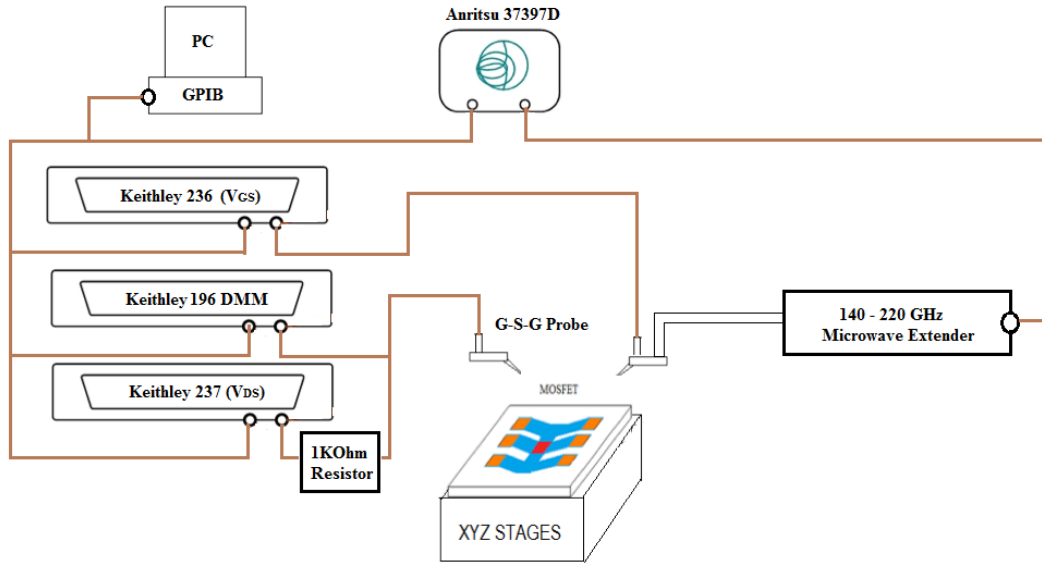 Anritsu 37397D
PC
GPIB
Keithley 236 (VGS)
Keithley 196 DMM
G-S-G Probe
140 - 220 GHz
Microwave Extender
Keithley 237 (VDS)
MOSFET
1KOhm
Resistor
XYZ STAGES